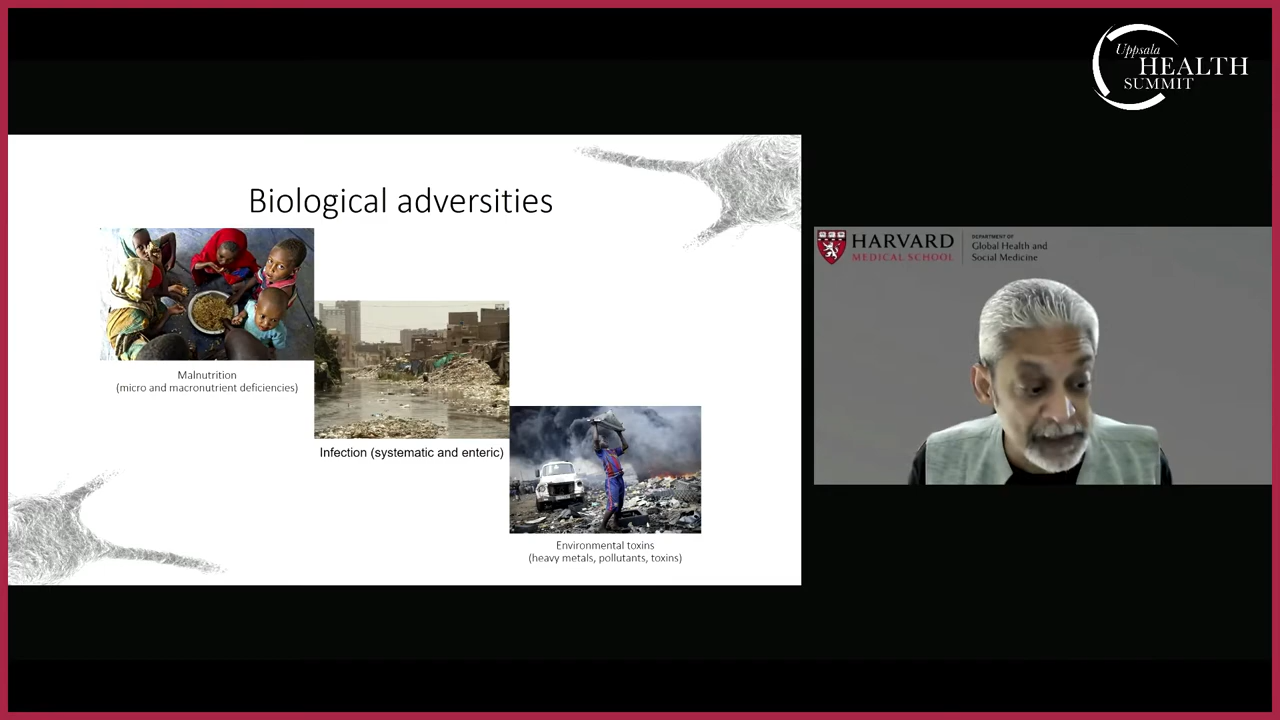 Uppsala
HEALTH
SUMMIT
Biological adversities
Malnutrition
(micro and macronutrient deficiencies)
Infection (systematic and enteric)
Environmental toxins
(heavy metals, pollutants, toxins)
HARVARD
MEDICAL SCHOOL
DEPARTMENT OF
Global Health and
Social Medicine